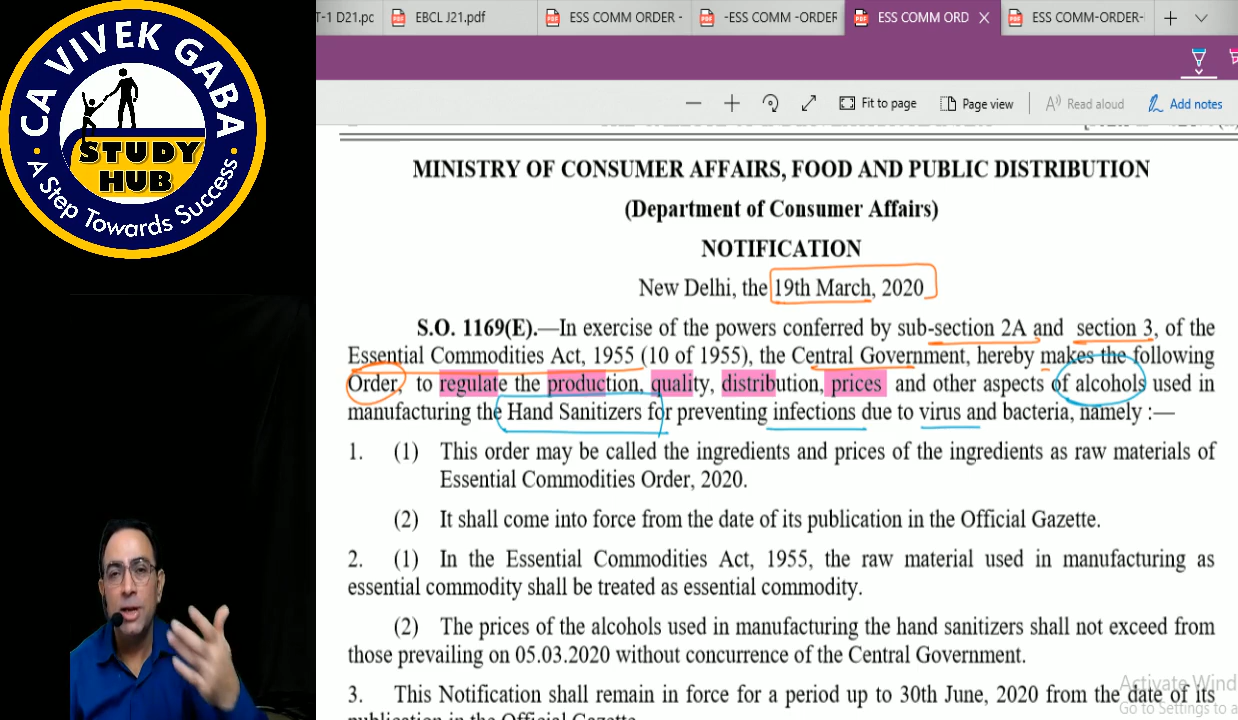 CA VIVEK GABA
STUDY
HUB
A Step Towards Success
T-1 D21.pc
EBCL J21.pdf
ESS COMM ORDER -
-ESS COMM -ORDER
ESS COMM ORD
ESS COMM-ORDER-
Fit to page
Page view
Read aloud
Add notes
MINISTRY OF CONSUMER AFFAIRS, FOOD AND PUBLIC DISTRIBUTION
(Department of Consumer Affairs)
NOTIFICATION
New Delhi, the 19th March, 2020
S.O. 1169(E).—In exercise of the powers conferred by sub-section 2A and section 3, of the
Essential Commodities Act, 1955 (10 of 1955), the Central Government, hereby makes the following
Order, to regulate the production, quality, distribution, prices and other aspects of alcohols used in
manufacturing the Hand Sanitizers for preventing infections due to virus and bacteria, namely :—
1. (1) This order may be called the ingredients and prices of the ingredients as raw materials of
Essential Commodities Order, 2020.
(2) It shall come into force from the date of its publication in the Official Gazette.
2. (1) In the Essential Commodities Act, 1955, the raw material used in manufacturing as
essential commodity shall be treated as essential commodity.
(2) The prices of the alcohols used in manufacturing the hand sanitizers shall not exceed from
those prevailing on 05.03.2020 without concurrence of the Central Government.
3. This Notification shall remain in force for a period up to 30th June, 2020 from the date of its
publication in the Official Gazette.
Activate Wind
Go to Settings to a